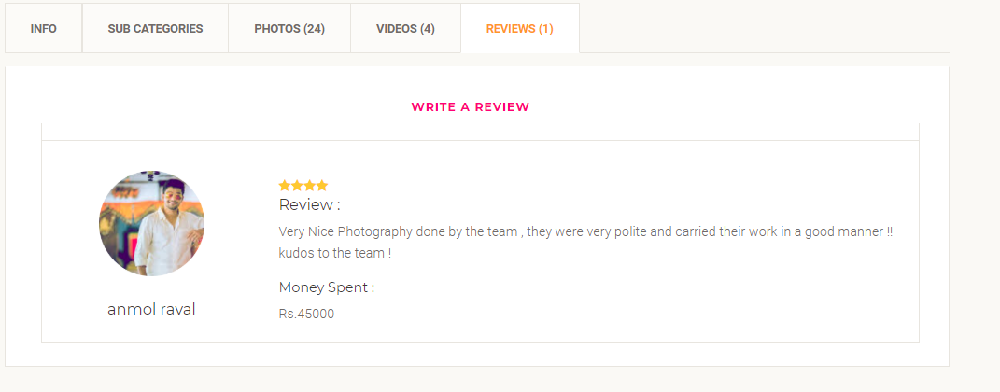 INFO SUB CATEGORIES PHOTOS (24) VIDEOS (4) REVIEWS (1)
WRITE A REVIEW
Review :
Very Nice Photography done by the team , they were very polite and carried their work in a good manner !!
kudos to the team !
Money Spent :
anmol raval
Rs.45000